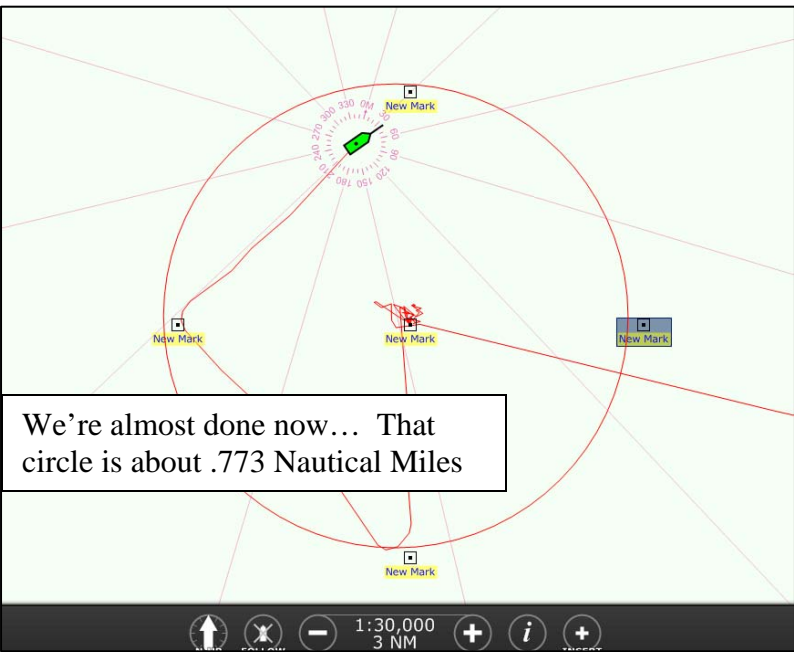 New Mark
330 0M 30
300 60
270 90
240 120
210 180 150
New Mark
New Mark
New Mark
We’re almost done now… That
circle is about .773 Nautical Miles
New Mark
1:30,000
3 NM
i
FOLLOW
INSERT